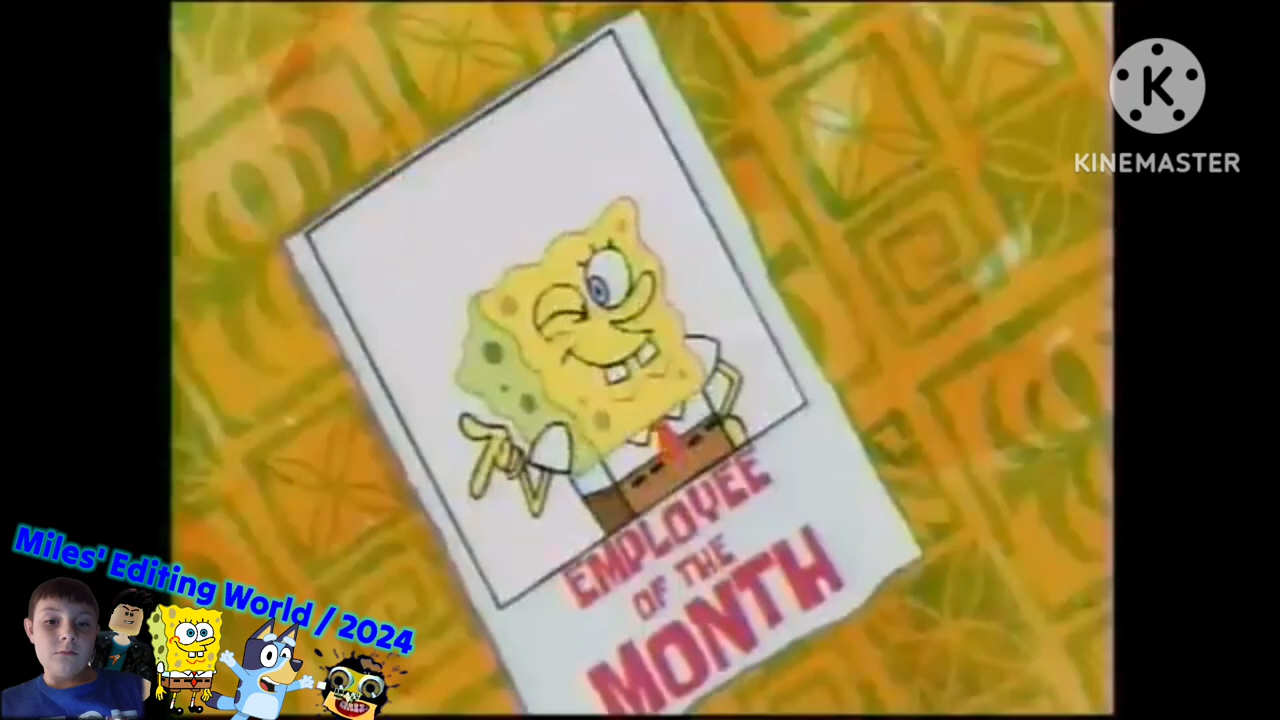 K
KINEMASTER
EMPLOYEE
OF THE
MONTH
Miles' Editing World / 2024